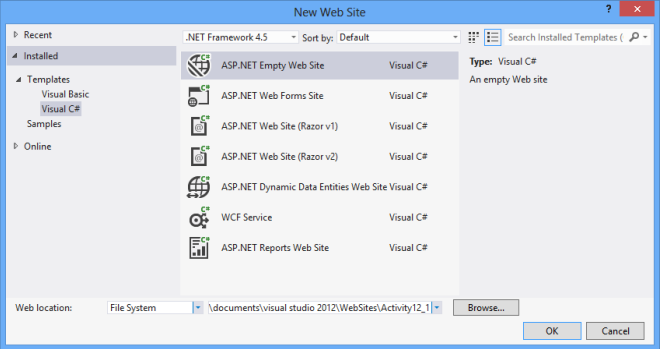 New Web Site
? ×
Recent
.NET Framework 4.5 Sort by: Default
Search Installed Templates (
Installed
Templates
Visual Basic
Visual C#
Samples
Online
ASP.NET Empty Web Site Visual C#
ASP.NET Web Forms Site Visual C#
ASP.NET Web Site (Razor v1) Visual C#
ASP.NET Web Site (Razor v2) Visual C#
ASP.NET Dynamic Data Entities Web Site Visual C#
WCF Service Visual C#
ASP.NET Reports Web Site Visual C#
Type: Visual C#
An empty Web site
Web location: File System \documents\visual studio 2012\WebSites\Activity12_1 Browse...
OK Cancel